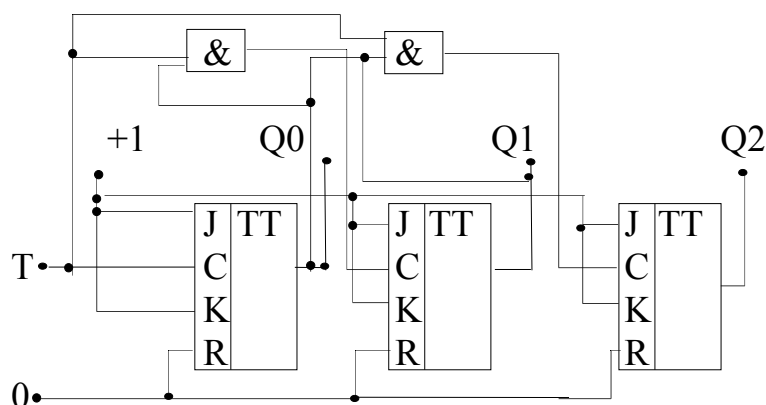 & &
+1 Q0 Q1 Q2
J TT J TT J TT
T C C C
K K K
R R R
0